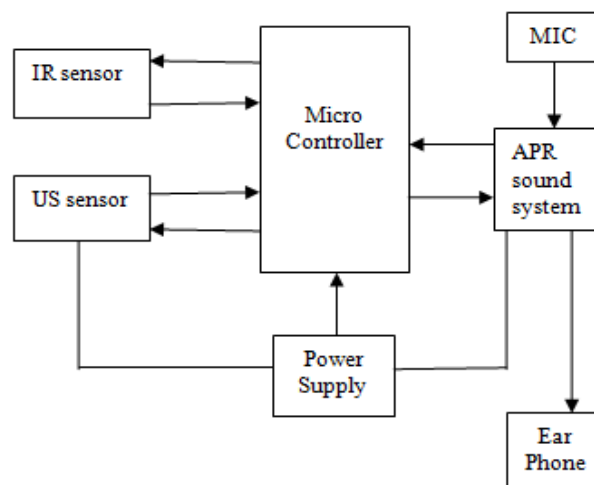 IR sensor
US sensor
Micro
Controller
MIC
APR
sound
system
Power
Supply
Ear
Phone